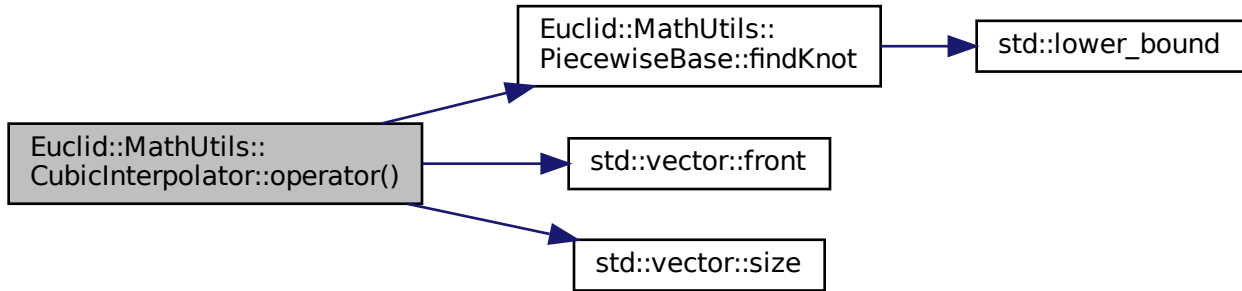 Euclid::MathUtils::
CubicInterpolator::operator()
Euclid::MathUtils::
PiecewiseBase::findKnot
std::lower_bound
std::vector::front
std::vector::size